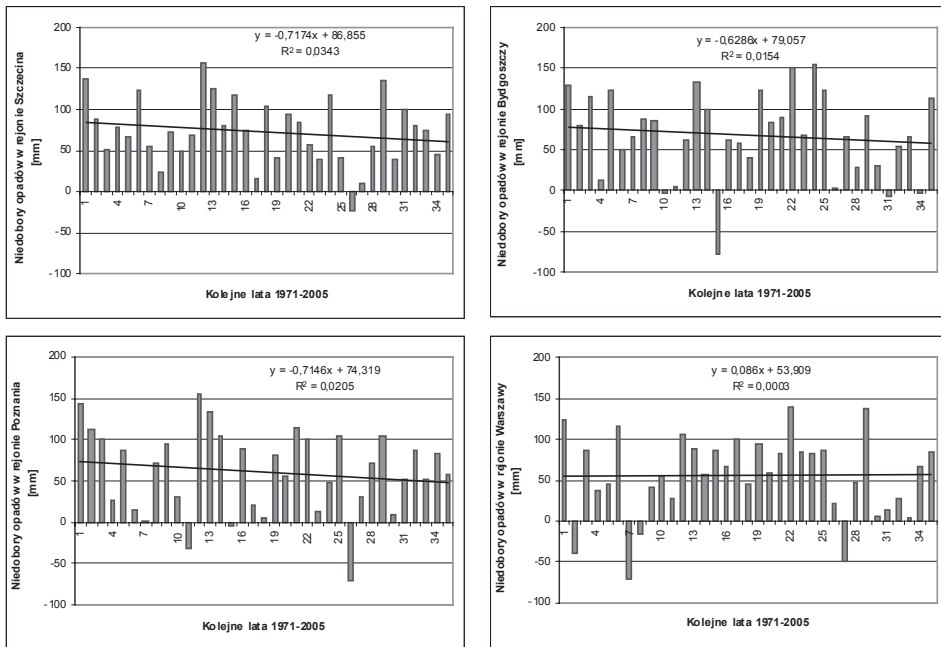 Niedobory opadów w rejonie Szczecina
[mm]
200
150
100
50
0
-50
-100
y = -0,7174x + 86,855
R² = 0,0343
1 4 7 10 13 16 19 22 25 28 31 34
Kolejne lata 1971-2005
Niedobory opadów w rejonie Bydgoszczy
[mm]
200
150
100
50
0
-50
-100
y = -0,6286x + 79,057
R² = 0,0154
1 4 7 10 13 16 19 22 25 28 31 34
Kolejne lata 1971-2005
Niedobory opadów w rejonie Poznania
[mm]
200
150
100
50
0
-50
-100
y = -0,7146x + 74,319
R² = 0,0205
1 4 7 10 13 16 19 22 25 28 31 34
Kolejne lata 1971-2005
Niedobory opadów w rejonie Warszawy
[mm]
200
150
100
50
0
-50
-100
y = 0,086x + 53,909
R² = 0,0003
1 4 7 10 13 16 19 22 25 28 31 34
Kolejne lata 1971-2005